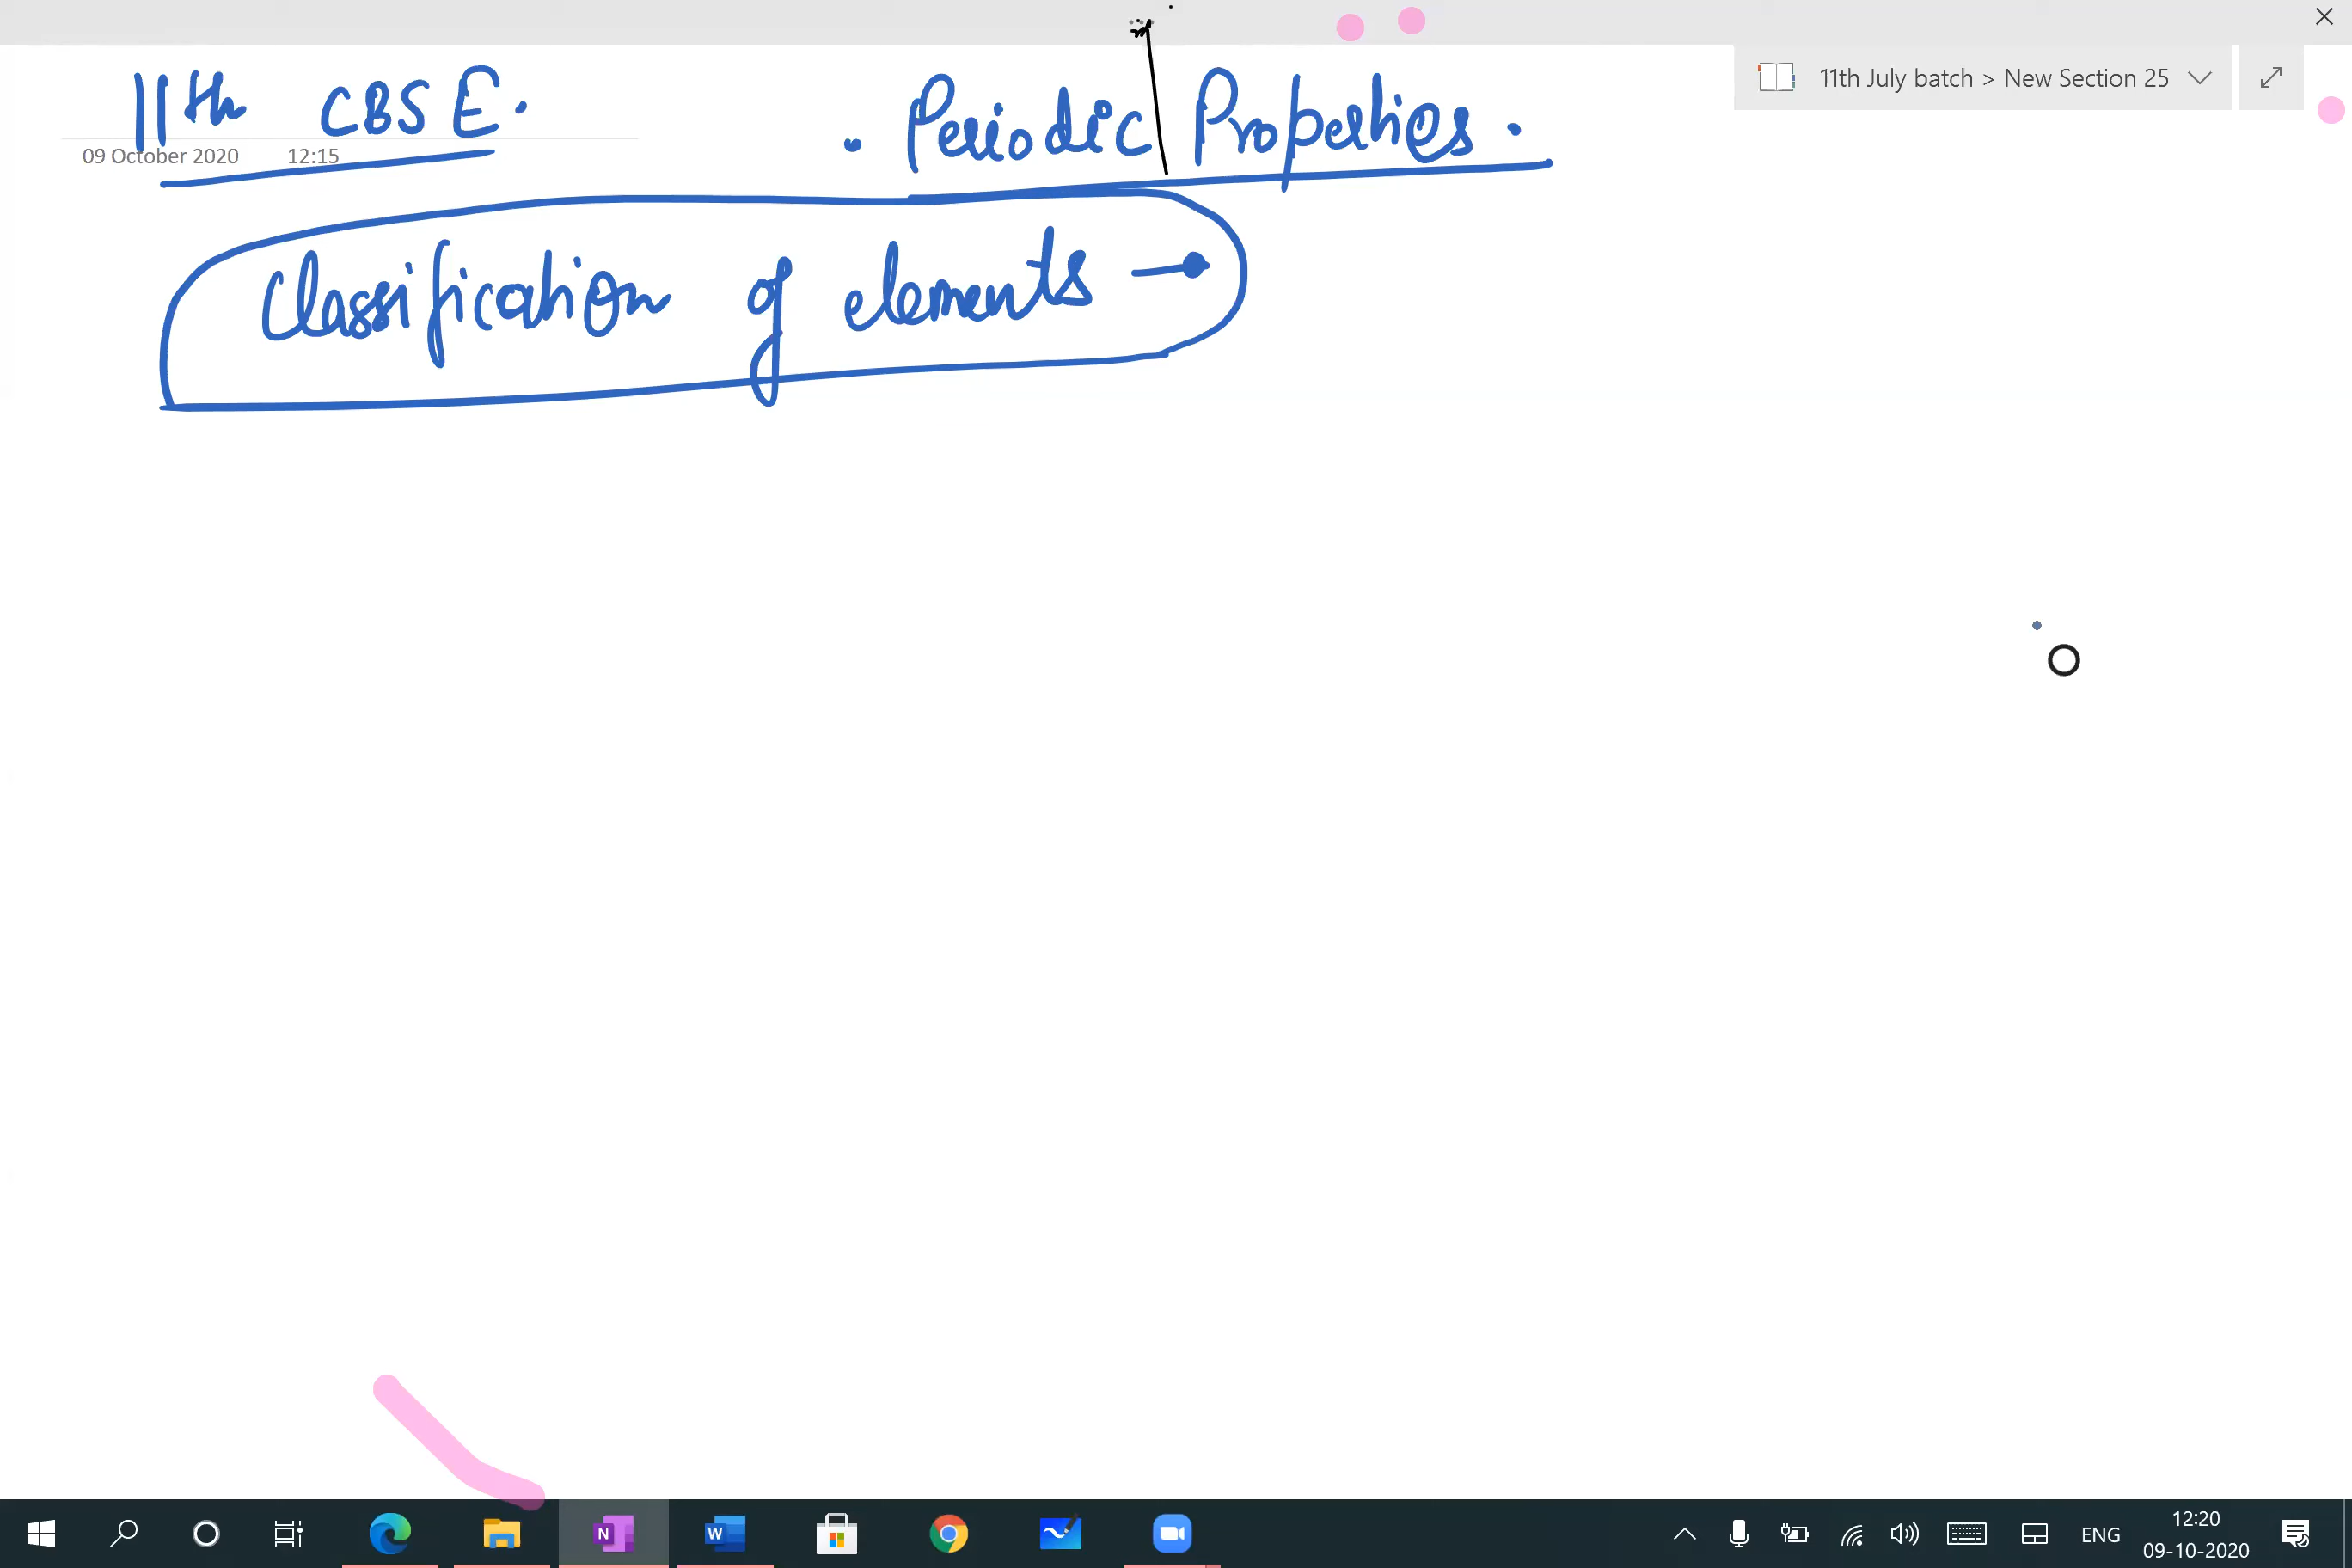 11th CBSE. . Periodic Properties.
11th July batch > New Section 25
09 October 2020 12:15
Classification of elements
ENG
12:20
09-10-2020